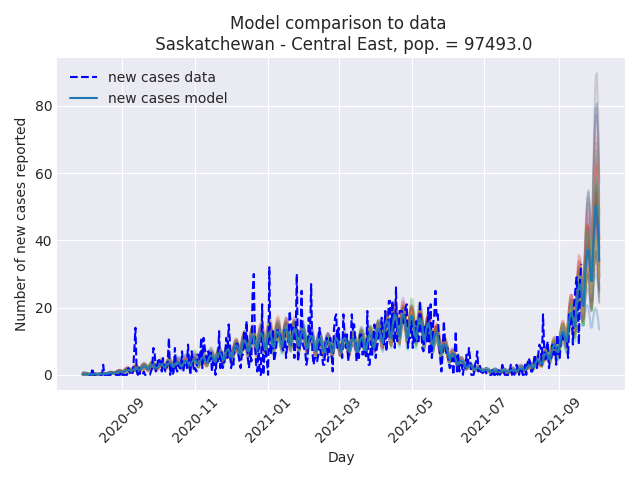 Model comparison to data
Saskatchewan - Central East, pop. = 97493.0
new cases data
new cases model
Number of new cases reported
80
60
40
20
0
2020-09
2020-11
2021-01
2021-03
2021-05
2021-07
2021-09
Day